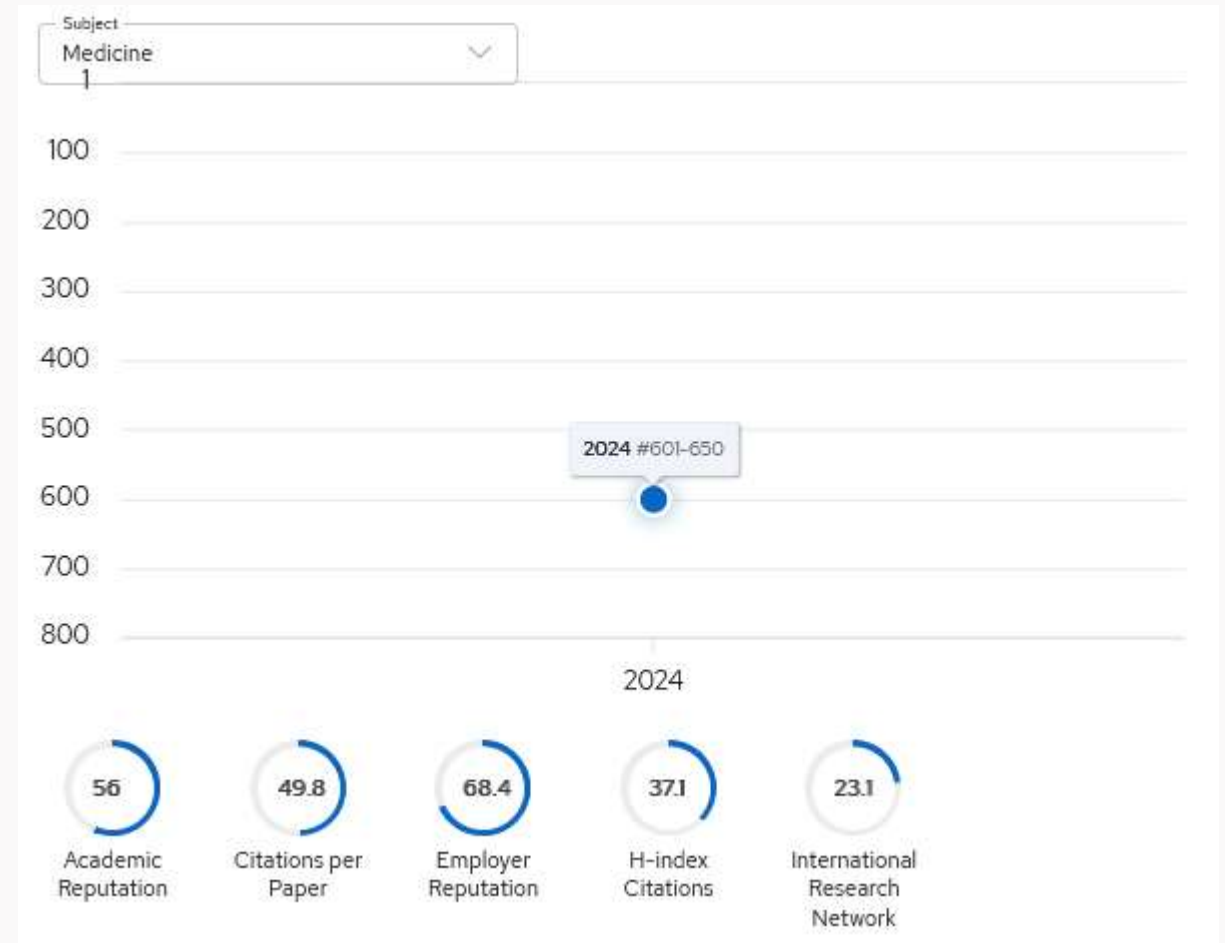 Subject
Medicine
1
100
200
300
400
500
2024 #601-650
600
700
800
2024
56
49.8
68.4
37.1
23.1
Academic
Reputation
Citations per
Paper
Employer
Reputation
H-index
Citations
International
Research
Network